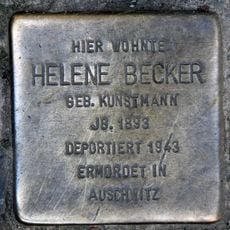 HIER WOHNTE
HELENE BECKER
GEB. KUNSTMANN
JG. 1893
DEPORTIERT 1943
ERMORDET IN
AUSCHWITZ